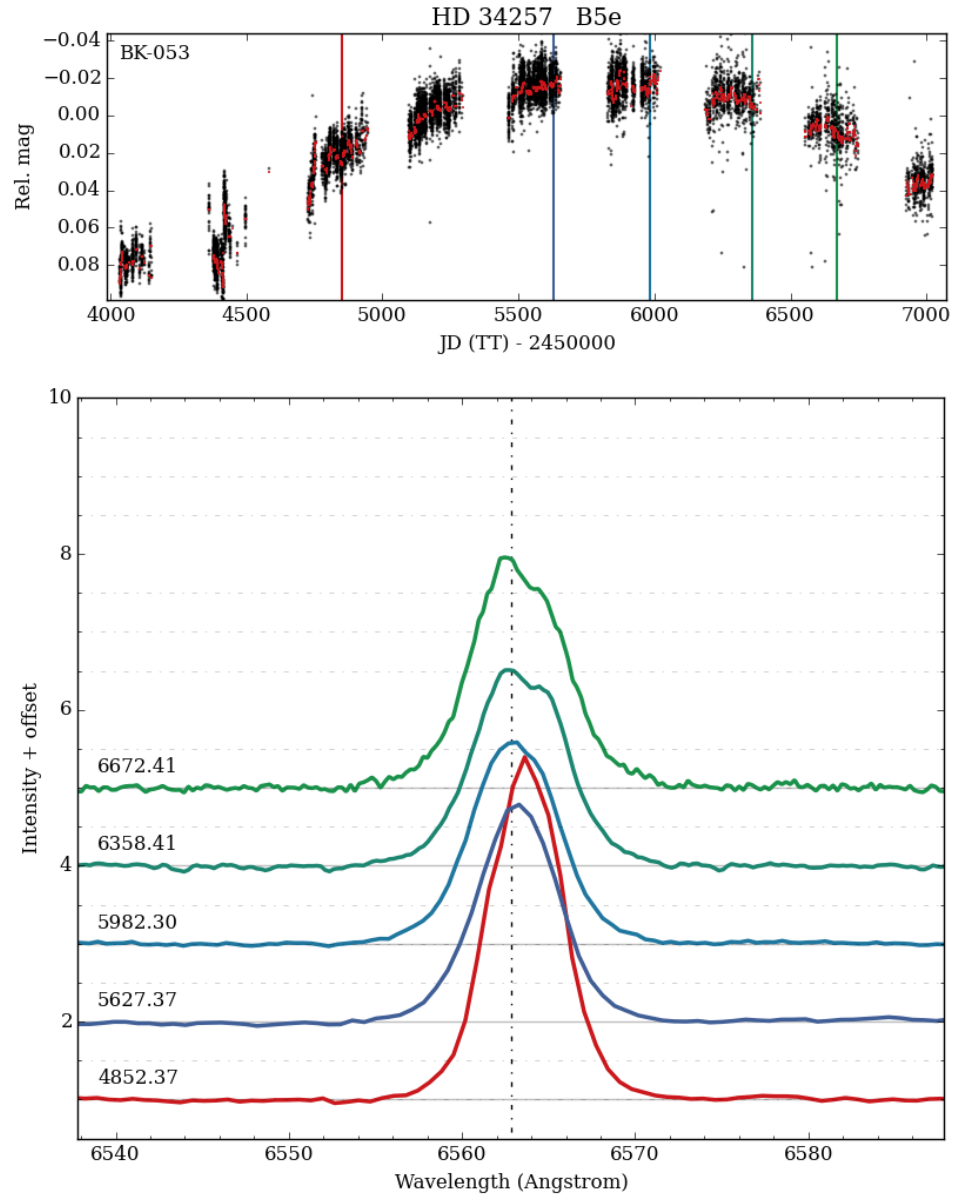 HD 34257 B5e
BK-053
−0.04
−0.02
0.00
0.02
0.04
0.06
0.08
Rel. mag
4000 4500 5000 5500 6000 6500 7000
JD (TT) - 2450000
10
8
6
4
2
Intensity + offset
6672.41
6358.41
5982.30
5627.37
4852.37
6540 6550 6560 6570 6580
Wavelength (Angstrom)